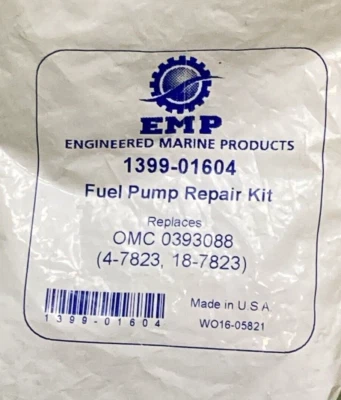 EMP
ENGINEERED MARINE PRODUCTS
1399-01604
Fuel Pump Repair Kit
Replaces
OMC 0393088
(4-7823, 18-7823)
1399-01604
Made in U S A
WO16-05821